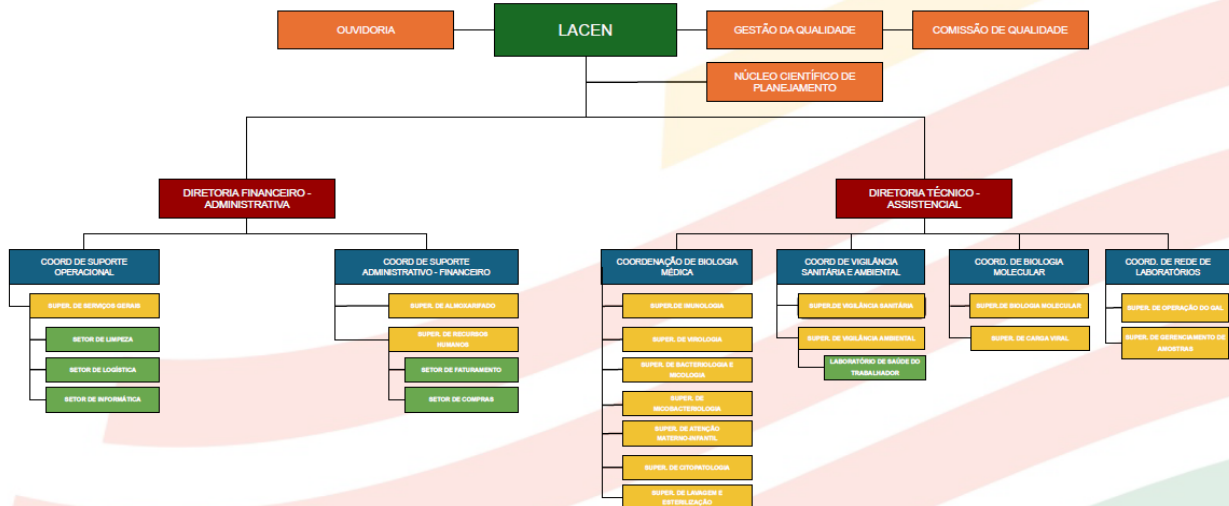 OUVIDORIA
LACEN
GESTÃO DA QUALIDADE
COMISSÃO DE QUALIDADE
NÚCLEO CIENTÍFICO DE
PLANEJAMENTO
DIRETORIA FINANCEIRO -
ADMINISTRATIVA
DIRETORIA TÉCNICO -
ASSISTENCIAL
COORD DE SUPORTE
OPERACIONAL
SUPER. DE SERVIÇOS GERAIS
SETOR DE LIMPEZA
SETOR DE LOGÍSTICA
SETOR DE INFORMÁTICA
COORD DE SUPORTE
ADMINISTRATIVO - FINANCEIRO
SUPER. DE ALMOXARIFADO
SUPER. DE RECURSOS
HUMANOS
SETOR DE FATURAMENTO
SETOR DE COMPRAS
COORDENAÇÃO DE BIOLOGIA
MÉDICA
SUPER.DE IMUNOLOGIA
SUPER. DE VIROLOGIA
SUPER. DE BACTERIOLOGIA E
MICOLOGIA
SUPER. DE
MICOBACTERIOLOGIA
SUPER. DE ATENÇÃO
MATERNO-INFANTIL
SUPER. DE CITOPATOLOGIA
SUPER. DE LAVAGEM E
ESTERILIZAÇÃO
COORD DE VIGILÂNCIA
SANITÁRIA E AMBIENTAL
SUPER.DE VIGILÂNCIA SANITÁRIA
SUPER. DE VIGILÂNCIA AMBIENTAL
LABORATÓRIO DE SAÚDE DO
TRABALHADOR
COORD. DE BIOLOGIA
MOLECULAR
SUPER.DE BIOLOGIA MOLECULAR
SUPER. DE CARGA VIRAL
COORD. DE REDE DE
LABORATÓRIOS
SUPER. DE OPERAÇÃO DO GAL
SUPER. DE GERENCIAMENTO DE
AMOSTRAS